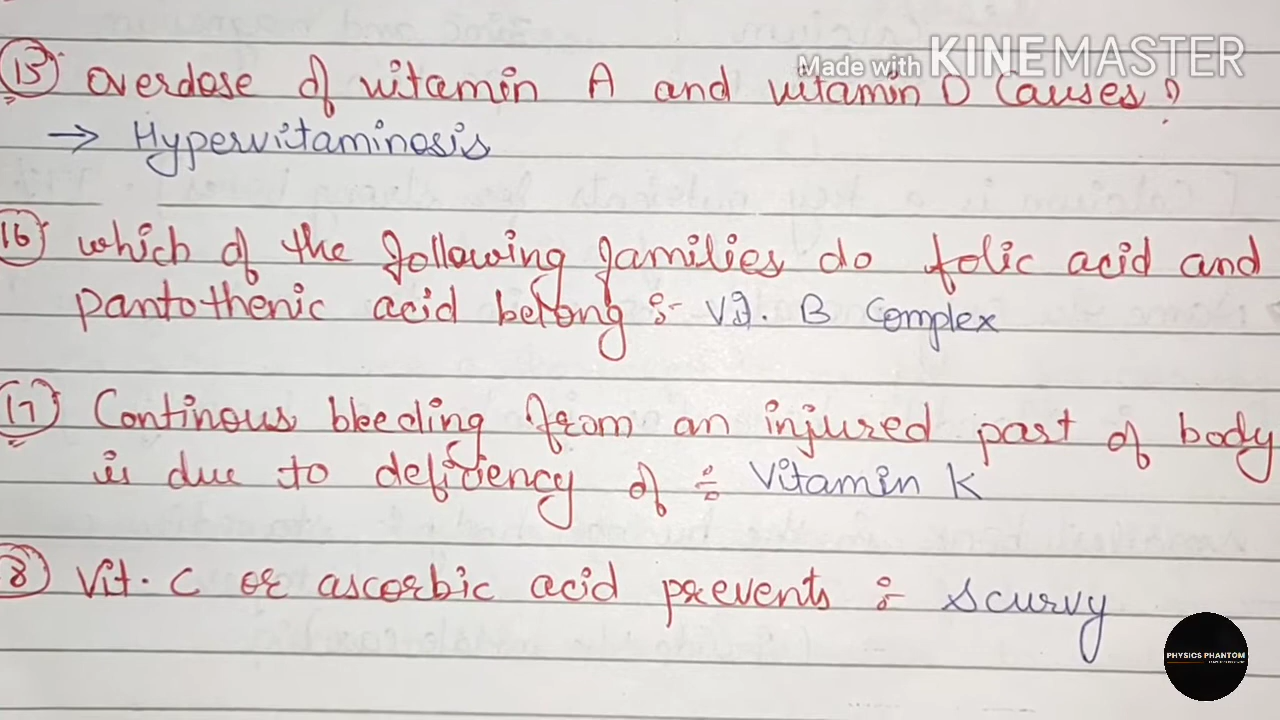 Made with KINEMASTER
15 Overdose of vitamin A and vitamin D Causes?
→ Hypervitaminosis
16 which of the following families do folic acid and
pantothenic acid belong :- Vit. B Complex
17 Continous bleeding from an injured part of body
is due to deficiency of ÷ Vitamin K
8 Vit. C or ascorbic acid prevents :- Scurvy
PHYSICS PHANTOM